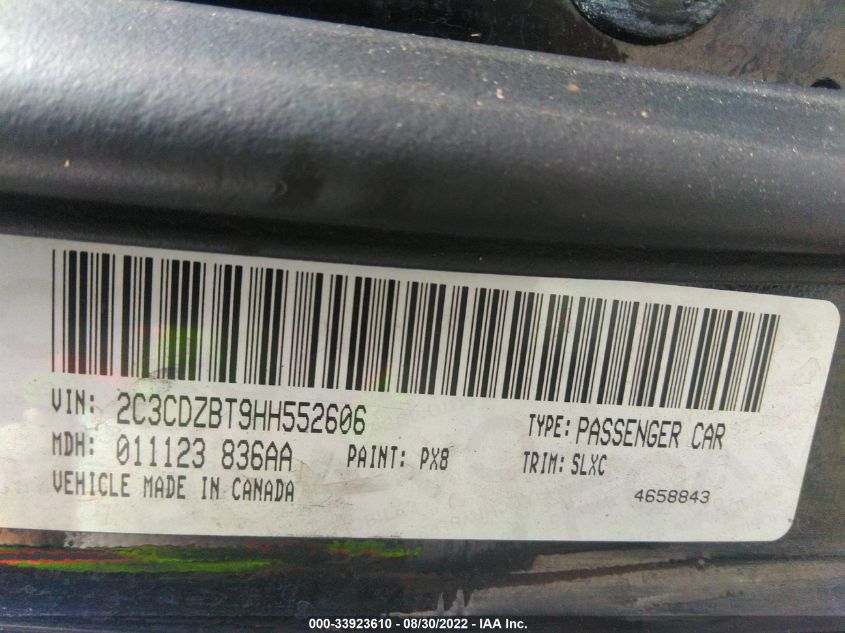 VIN: 2C3CDZBT9HH552606
TYPE: PASSENGER CAR
MDH: 011123 836AA
PAINT: PX8
TRIM: SLXC
VEHICLE MADE IN CANADA
4658843
000-33923610 - 08/30/2022 - IAA Inc.